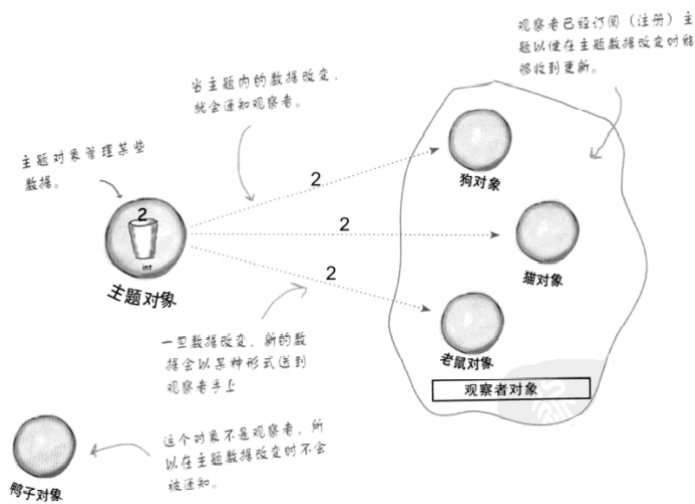 观察者已经订阅（注册）主
题以便在主题数据改变时能
够收到更新。
当主题内的数据改变，
就会通知观察者。
主题对象管理某些
数据。
2
int
主题对象
2
2
2
狗对象
猫对象
老鼠对象
观察者对象
一旦数据改变，新的数
据会以某种形式送到
观察者手上
这个对象不是观察者，所
以在主题数据改变时不会
被通知。
鸭子对象